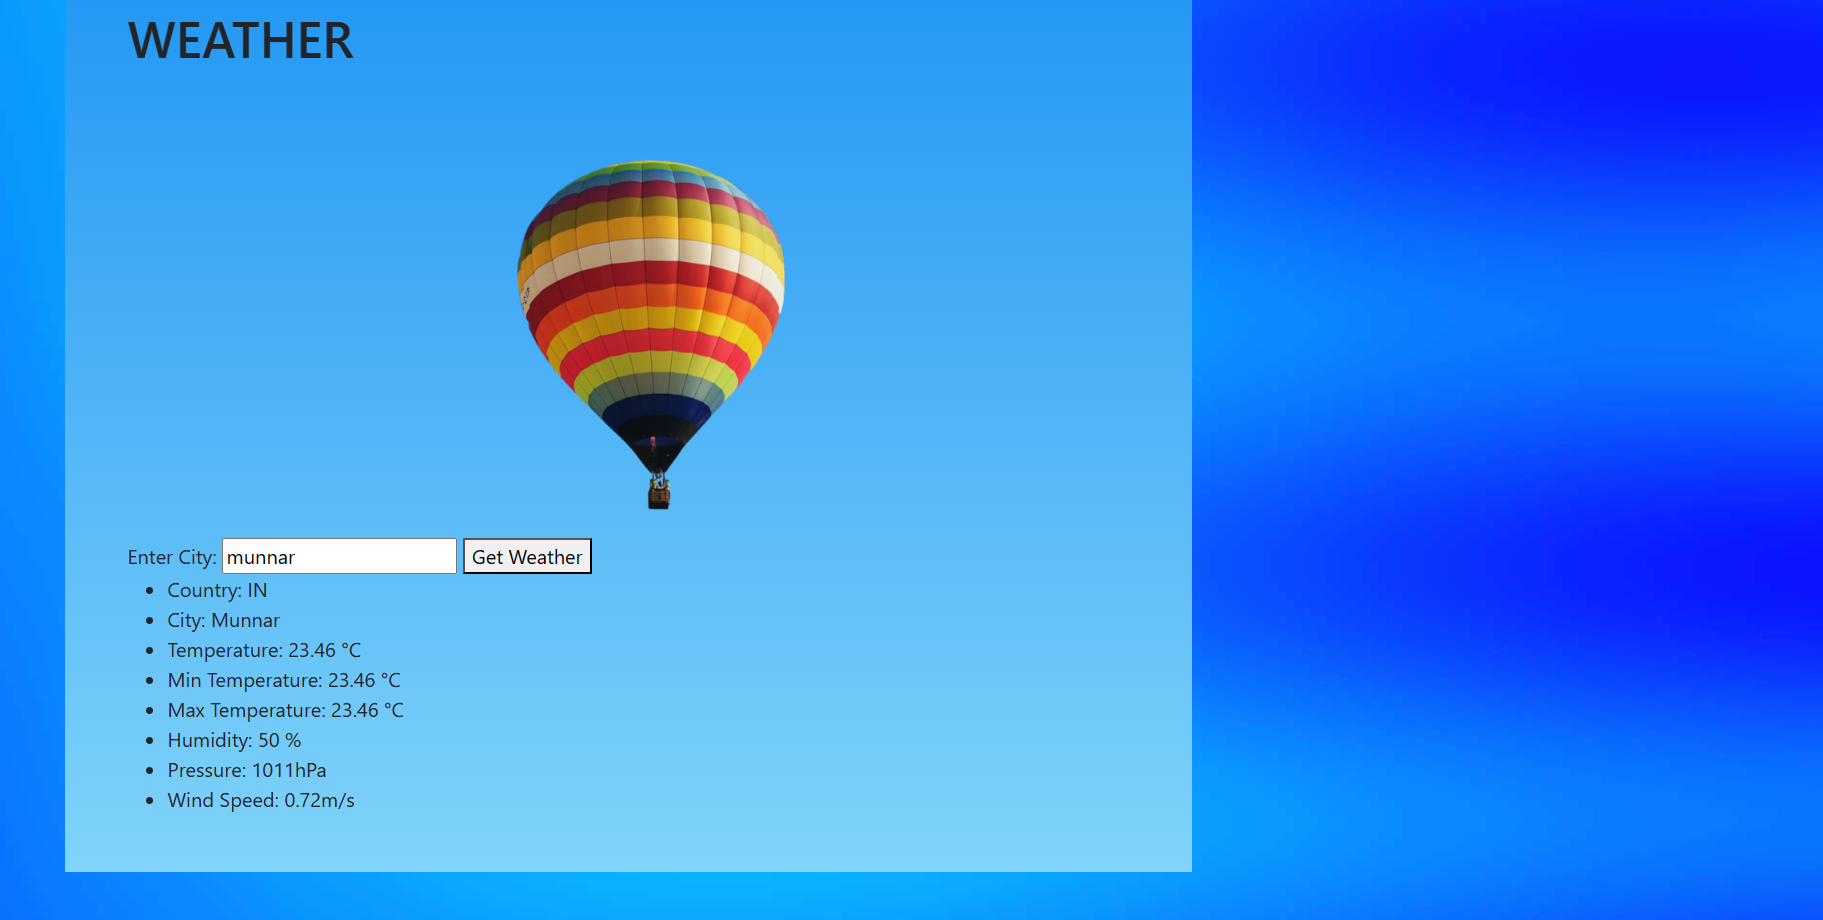 WEATHER
Enter City: munnar Get Weather
Country: IN
City: Munnar
Temperature: 23.46 °C
Min Temperature: 23.46 °C
Max Temperature: 23.46 °C
Humidity: 50 %
Pressure: 1011hPa
Wind Speed: 0.72m/s